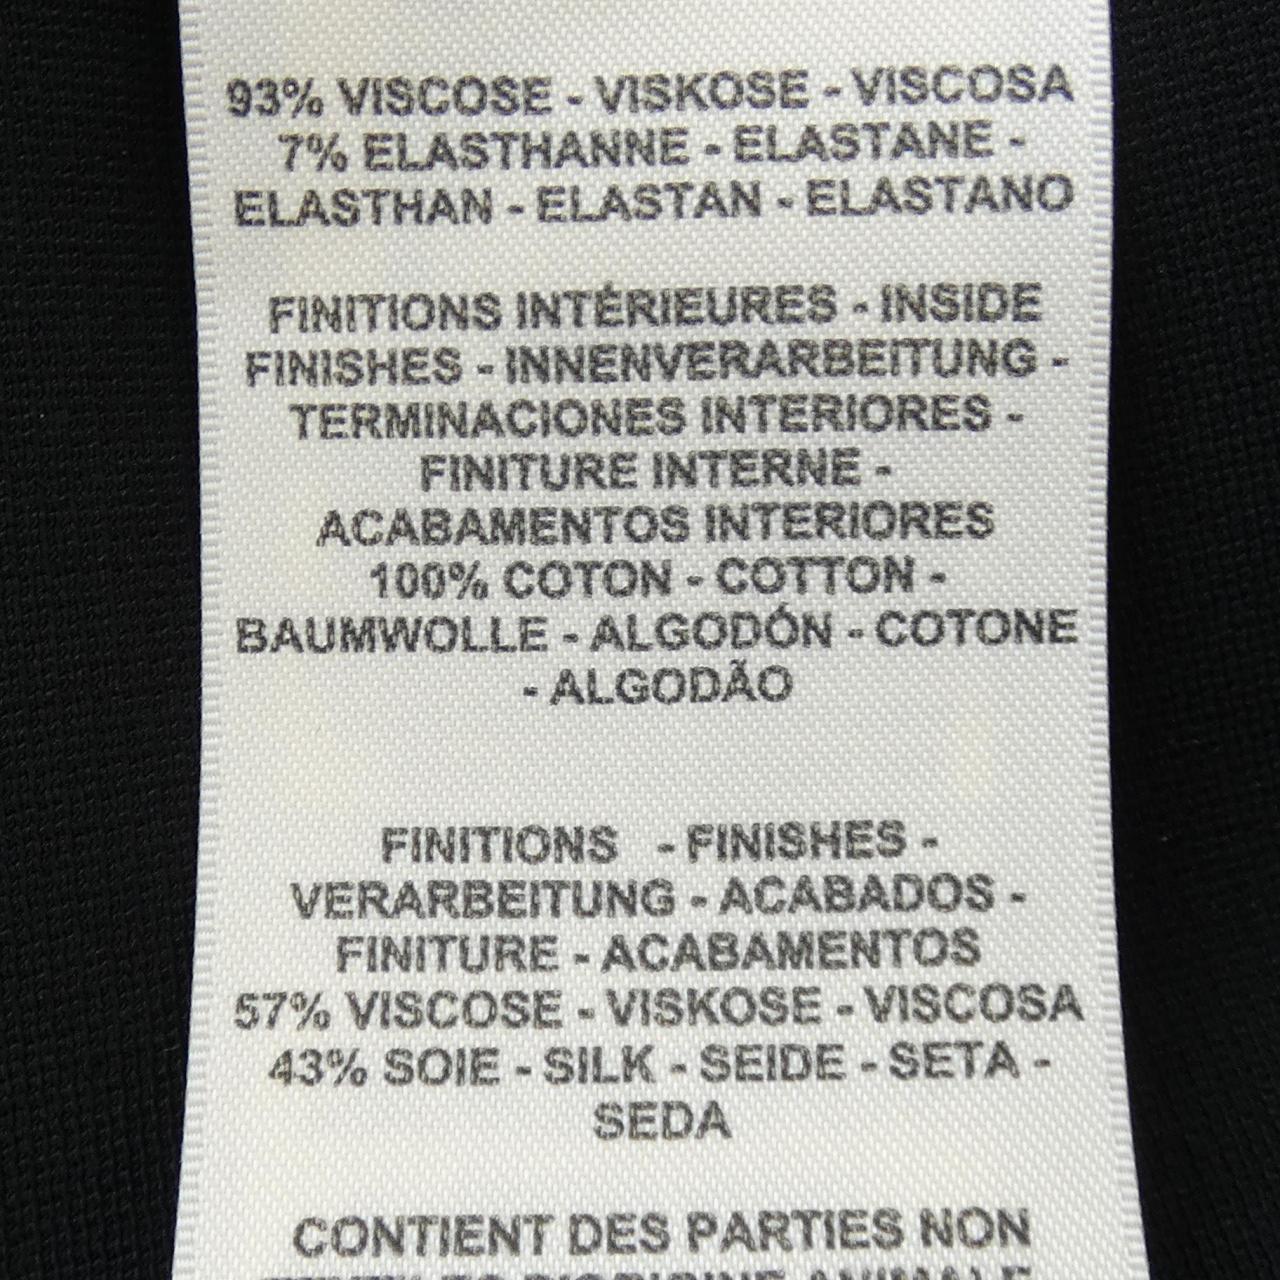 93% VISCOSE - VISKOSE - VISCOSA
7% ELASTHANNE - ELASTANE -
ELASTHAN - ELASTAN - ELASTANO
FINITIONS INTÉRIEURES - INSIDE
FINISHES - INNENVERARBEITUNG -
TERMINACIONES INTERIORES -
FINITURE INTERNE -
ACABAMENTOS INTERIORES
100% COTON - COTTON -
BAUMWOLLE - ALGODÓN - COTONE
- ALGODÃO
FINITIONS - FINISHES -
VERARBEITUNG - ACABADOS -
FINITURE - ACABAMENTOS
57% VISCOSE - VISKOSE - VISCOSA
43% SOIE - SILK - SEIDE - SETA -
SEDA
CONTIENT DES PARTIES NON